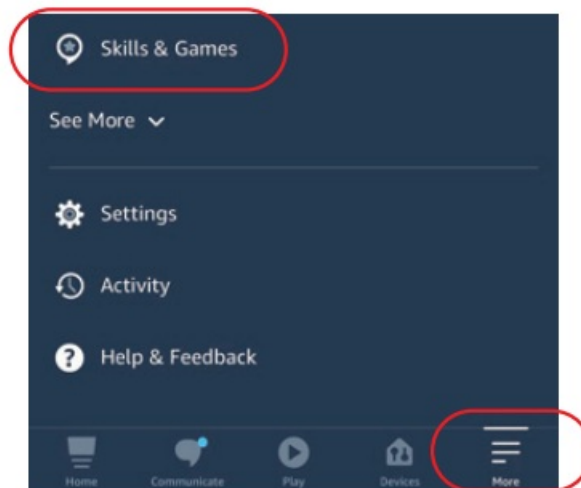 Skills & Games
See More
Settings
Activity
Help & Feedback
Home Communicate Play Devices More